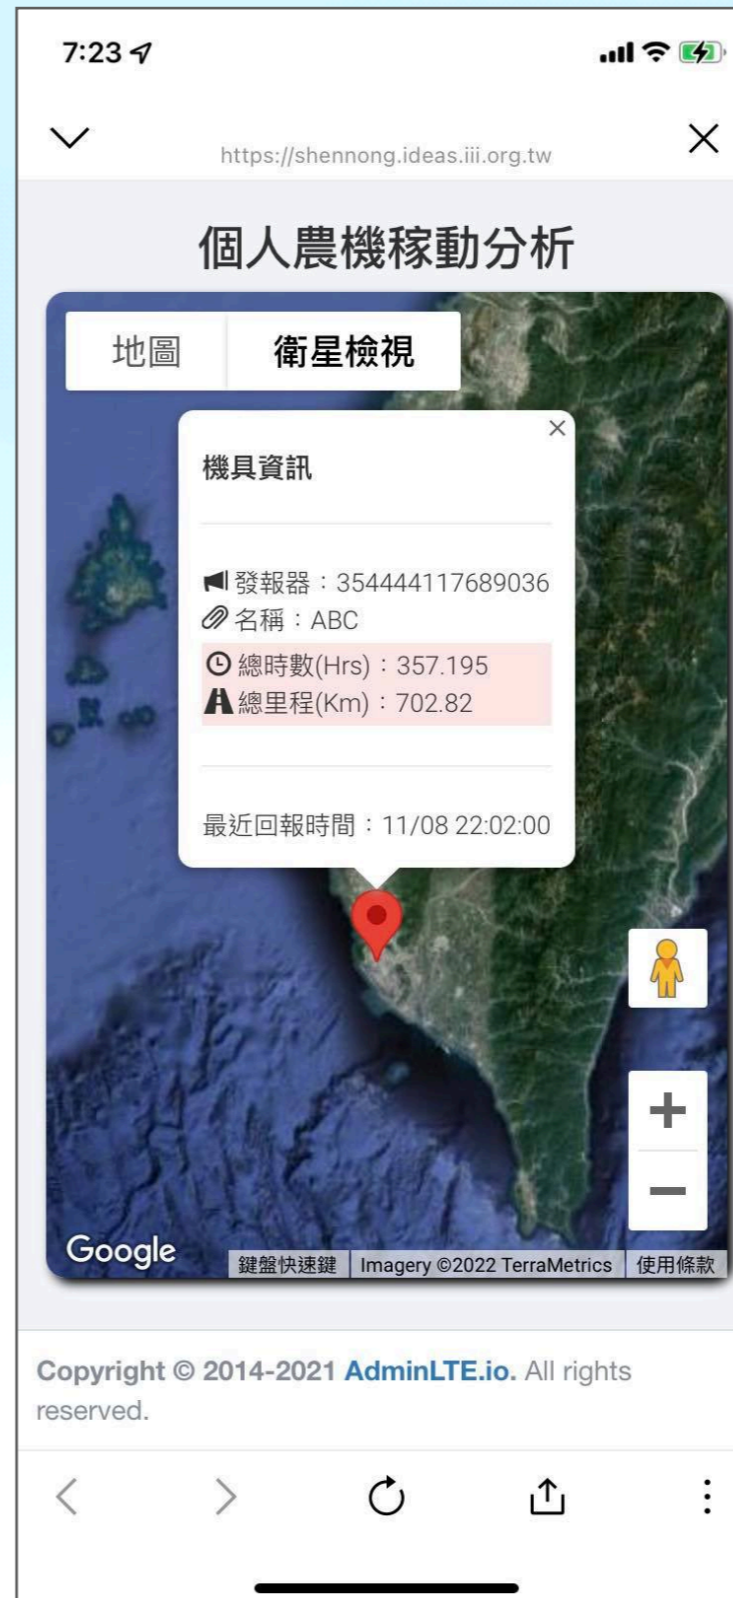 7:23
https://shennong.ideas.iii.org.tw
個人農機稼動分析
地圖 衛星檢視
機具資訊
發報器：354444117689036
名稱：ABC
總時數(Hrs)：357.195
總里程(Km)：702.82
最近回報時間：11/08 22:02:00
Google 鍵盤快速鍵 Imagery ©2022 TerraMetrics 使用條款
Copyright © 2014-2021 AdminLTE.io. All rights
reserved.